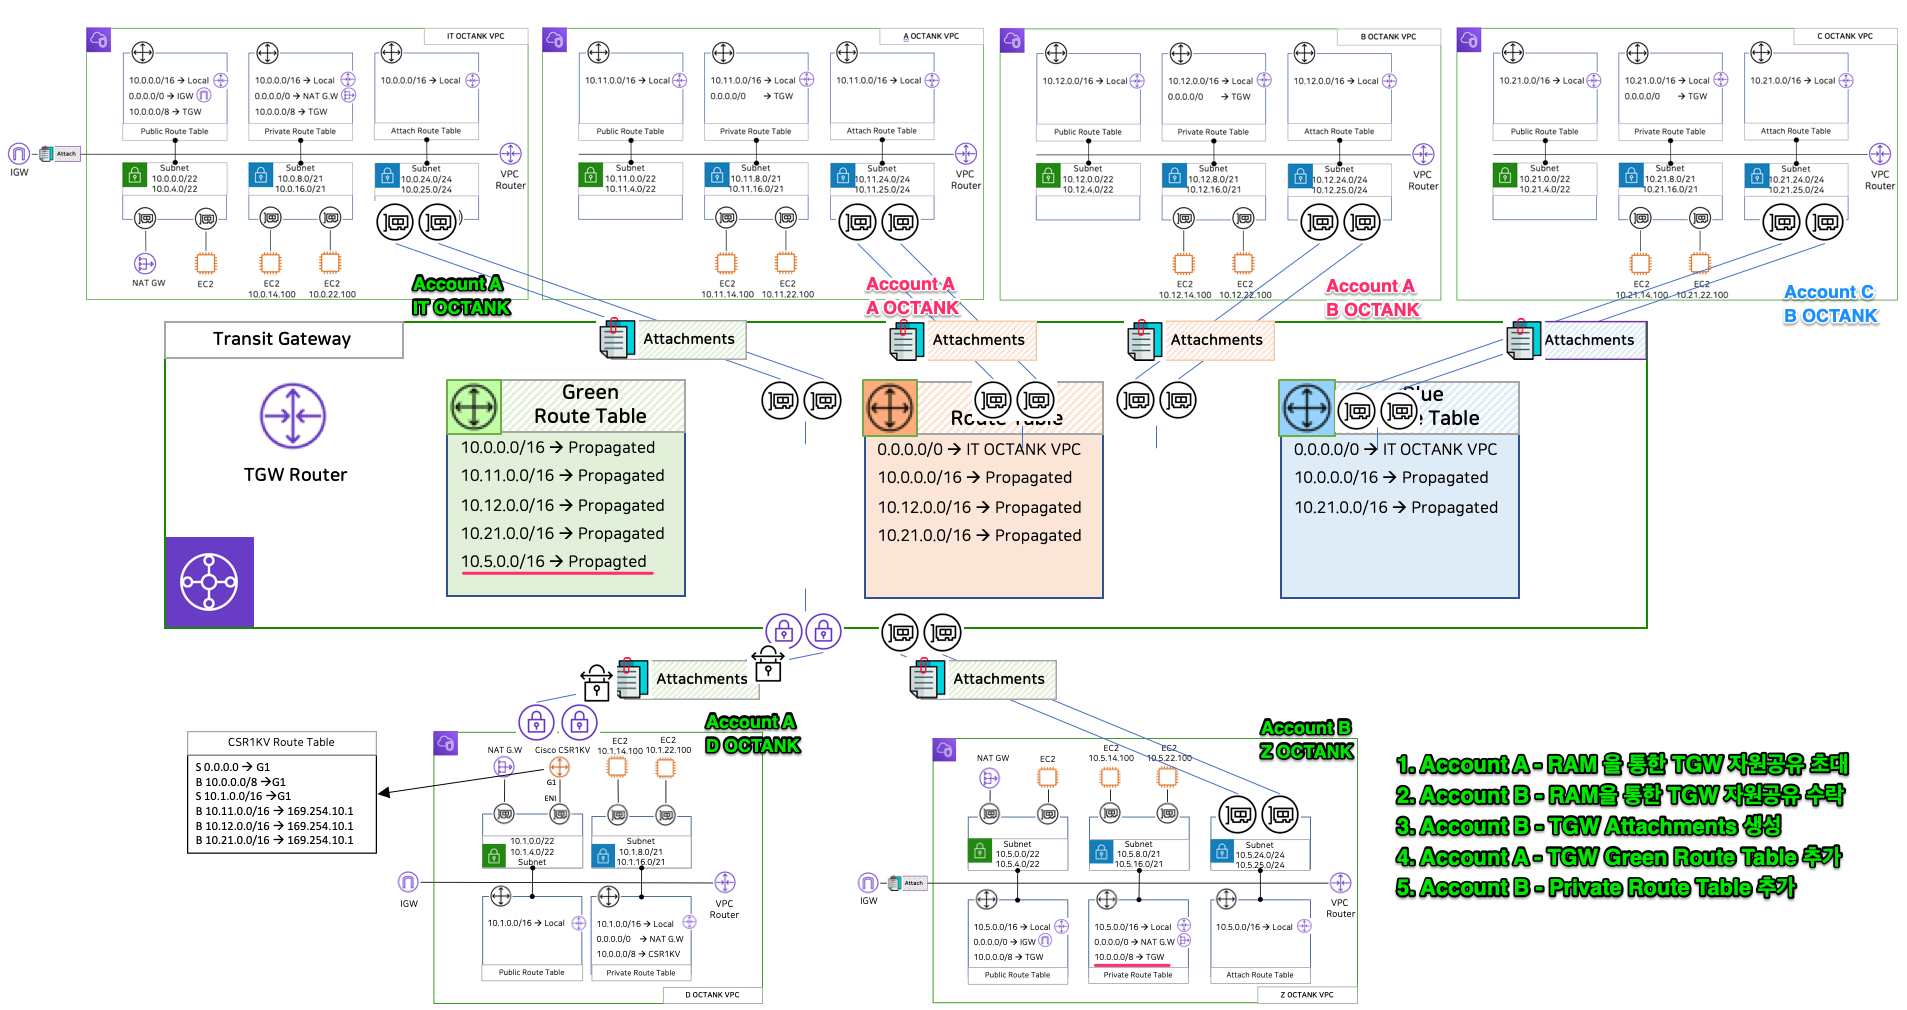 IT OCTANK VPC
10.0.0.0/16 → Local
0.0.0.0/0 → IGW
10.0.0.0/8 → TGW
Public Route Table
10.0.0.0/16 → Local
0.0.0.0/0 → NAT G.W
10.0.0.0/8 → TGW
Private Route Table
10.0.0.0/16 → Local
Attach Route Table
IGW
Attach
VPC
Router
Subnet
10.0.0.0/22
10.0.4.0/22
Subnet
10.0.8.0/21
10.0.16.0/21
Subnet
10.0.24.0/24
10.0.25.0/24
NAT GW
EC2
EC2
10.0.14.100
EC2
10.0.22.100
Account A
IT OCTANK
A OCTANK VPC
10.11.0.0/16 → Local
Public Route Table
10.11.0.0/16 → Local
0.0.0.0/0 → TGW
Private Route Table
10.11.0.0/16 → Local
Attach Route Table
VPC
Router
Subnet
10.11.0.0/22
10.11.4.0/22
Subnet
10.11.8.0/21
10.11.16.0/21
Subnet
10.11.24.0/24
10.11.25.0/24
EC2
10.11.14.100
EC2
10.11.22.100
Account A
A OCTANK
B OCTANK VPC
10.12.0.0/16 → Local
Public Route Table
10.12.0.0/16 → Local
0.0.0.0/0 → TGW
Private Route Table
10.12.0.0/16 → Local
Attach Route Table
VPC
Router
Subnet
10.12.0.0/22
10.12.4.0/22
Subnet
10.12.8.0/21
10.12.16.0/21
Subnet
10.12.24.0/24
10.12.25.0/24
EC2
10.12.14.100
EC2
10.12.22.100
Account A
B OCTANK
C OCTANK VPC
10.21.0.0/16 → Local
Public Route Table
10.21.0.0/16 → Local
0.0.0.0/0 → TGW
Private Route Table
10.21.0.0/16 → Local
Attach Route Table
VPC
Router
Subnet
10.21.0.0/22
10.21.4.0/22
Subnet
10.21.8.0/21
10.21.16.0/21
Subnet
10.21.24.0/24
10.21.25.0/24
EC2
10.21.14.100
EC2
10.21.22.100
Account C
B OCTANK
Transit Gateway
Attachments
Attachments
Attachments
Attachments
TGW Router
Green
Route Table
10.0.0.0/16 → Propagated
10.11.0.0/16 → Propagated
10.12.0.0/16 → Propagated
10.21.0.0/16 → Propagated
10.5.0.0/16 → Propagted
Route Table
0.0.0.0/0 → IT OCTANK VPC
10.0.0.0/16 → Propagated
10.12.0.0/16 → Propagated
10.21.0.0/16 → Propagated
Table
0.0.0.0/0 → IT OCTANK VPC
10.0.0.0/16 → Propagated
10.21.0.0/16 → Propagated
Attachments
Attachments
Account A
D OCTANK
CSR1KV Route Table
S 0.0.0.0 → G1
B 10.0.0.0/8 →G1
S 10.1.0.0/16 →G1
B 10.11.0.0/16 → 169.254.10.1
B 10.12.0.0/16 → 169.254.10.1
B 10.21.0.0/16 → 169.254.10.1
NAT G.W
Cisco CSR1KV
EC2
10.1.14.100
EC2
10.1.22.100
G1
ENI
10.1.0.0/22
10.1.4.0/22
Subnet
Subnet
10.1.8.0/21
10.1.16.0/21
IGW
VPC
Router
10.1.0.0/16 → Local
Public Route Table
10.1.0.0/16 → Local
0.0.0.0/0 → NAT G.W
10.0.0.0/8 → CSR1KV
Private Route Table
D OCTANK VPC
Account B
Z OCTANK
NAT GW
EC2
EC2
10.5.14.100
EC2
10.5.22.100
Subnet
10.5.0.0/22
10.5.4.0/22
Subnet
10.5.8.0/21
10.5.16.0/21
Subnet
10.5.24.0/24
10.5.25.0/24
IGW
Attach
VPC
Router
10.5.0.0/16 → Local
0.0.0.0/0 → IGW
10.0.0.0/8 → TGW
Public Route Table
10.5.0.0/16 → Local
0.0.0.0/0 → NAT G.W
10.0.0.0/8 → TGW
Private Route Table
10.5.0.0/16 → Local
Attach Route Table
Z OCTANK VPC
1. Account A - RAM 을 통한 TGW 자원공유 초대
2. Account B - RAM을 통한 TGW 자원공유 수락
3. Account B - TGW Attachments 생성
4. Account A - TGW Green Route Table 추가
5. Account B - Private Route Table 추가